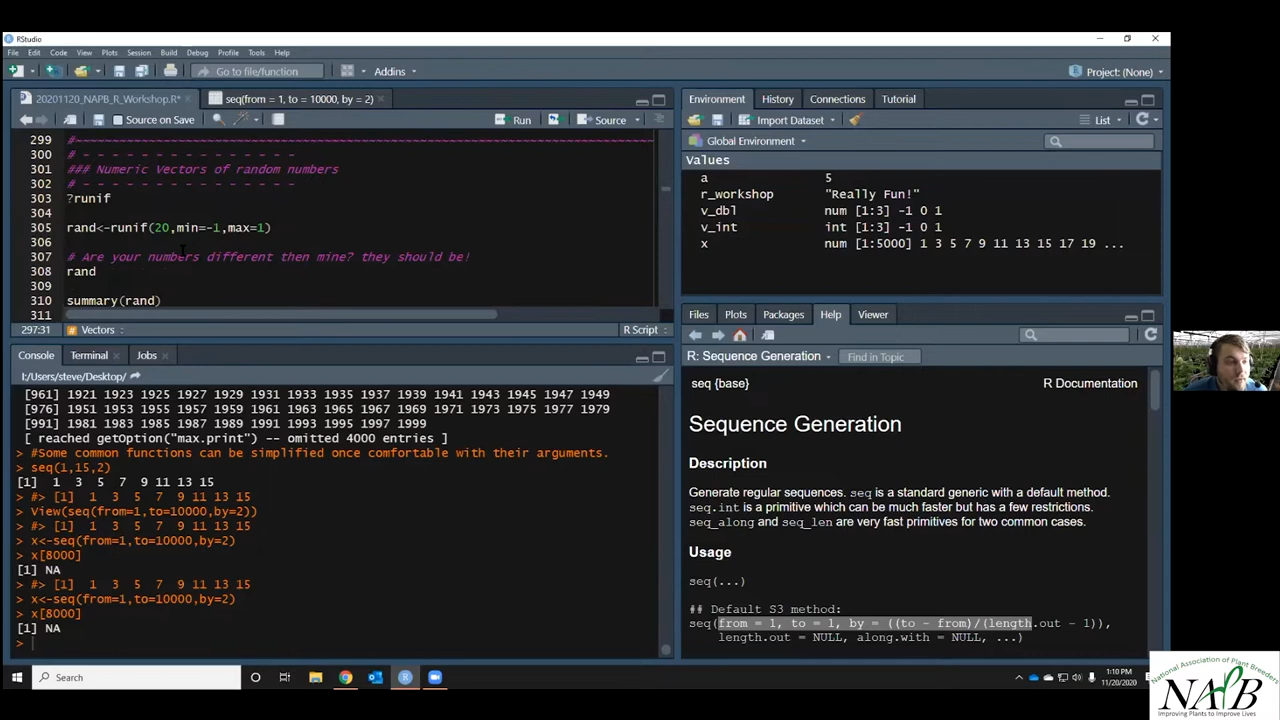 RStudio
File Edit Code View Plots Session Build Debug Profile Tools Help
Go to file/function Addins Project: (None)
20201120_NAPB_R_Workshop.R* seq(from = 1, to = 10000, by = 2)
Source on Save Run Source
299 #~~~~~~~~~~~~~~~~~~~~~~~~~~~~~~~~~~~~~~~~~~~~~~~~~~~~~~~~~~~~~~~~~~~~~~~~~~~~~~~
300 # - - - - - - - - - - - - - - -
301 ### Numeric Vectors of random numbers
302 # - - - - - - - - - - - - - - -
303 ?runif
304
305 rand<-runif(20,min=-1,max=1)
306
307 # Are your numbers different then mine? they should be!
308 rand
309
310 summary(rand)
311
297:31 Vectors R Script
Console Terminal Jobs
I:/Users/steve/Desktop/
[961] 1921 1923 1925 1927 1929 1931 1933 1935 1937 1939 1941 1943 1945 1947 1949
[976] 1951 1953 1955 1957 1959 1961 1963 1965 1967 1969 1971 1973 1975 1977 1979
[991] 1981 1983 1985 1987 1989 1991 1993 1995 1997 1999
[ reached getOption("max.print") -- omitted 4000 entries ]
> #Some common functions can be simplified once comfortable with their arguments.
> seq(1,15,2)
[1] 1 3 5 7 9 11 13 15
> #> [1] 1 3 5 7 9 11 13 15
> View(seq(from=1,to=10000,by=2))
> #> [1] 1 3 5 7 9 11 13 15
> x<-seq(from=1,to=10000,by=2)
> x[8000]
[1] NA
> #> [1] 1 3 5 7 9 11 13 15
> x<-seq(from=1,to=10000,by=2)
> x[8000]
[1] NA
>
Environment History Connections Tutorial
Import Dataset List
Global Environment
Values
a 5
r_workshop "Really Fun!"
v_dbl num [1:3] -1 0 1
v_int int [1:3] -1 0 1
x num [1:5000] 1 3 5 7 9 11 13 15 17 19 ...
Files Plots Packages Help Viewer
R: Sequence Generation Find in Topic
seq {base} R Documentation
Sequence Generation
Description
Generate regular sequences. seq is a standard generic with a default method.
seq.int is a primitive which can be much faster but has a few restrictions.
seq_along and seq_len are very fast primitives for two common cases.
Usage
seq(...)
## Default S3 method:
seq(from = 1, to = 1, by = ((to - from)/(length.out - 1)),
length.out = NULL, along.with = NULL, ...)
Search
1:10 PM
11/20/2020
National Association of Plant Breeders
NAPB
Improving Plants to Improve Lives